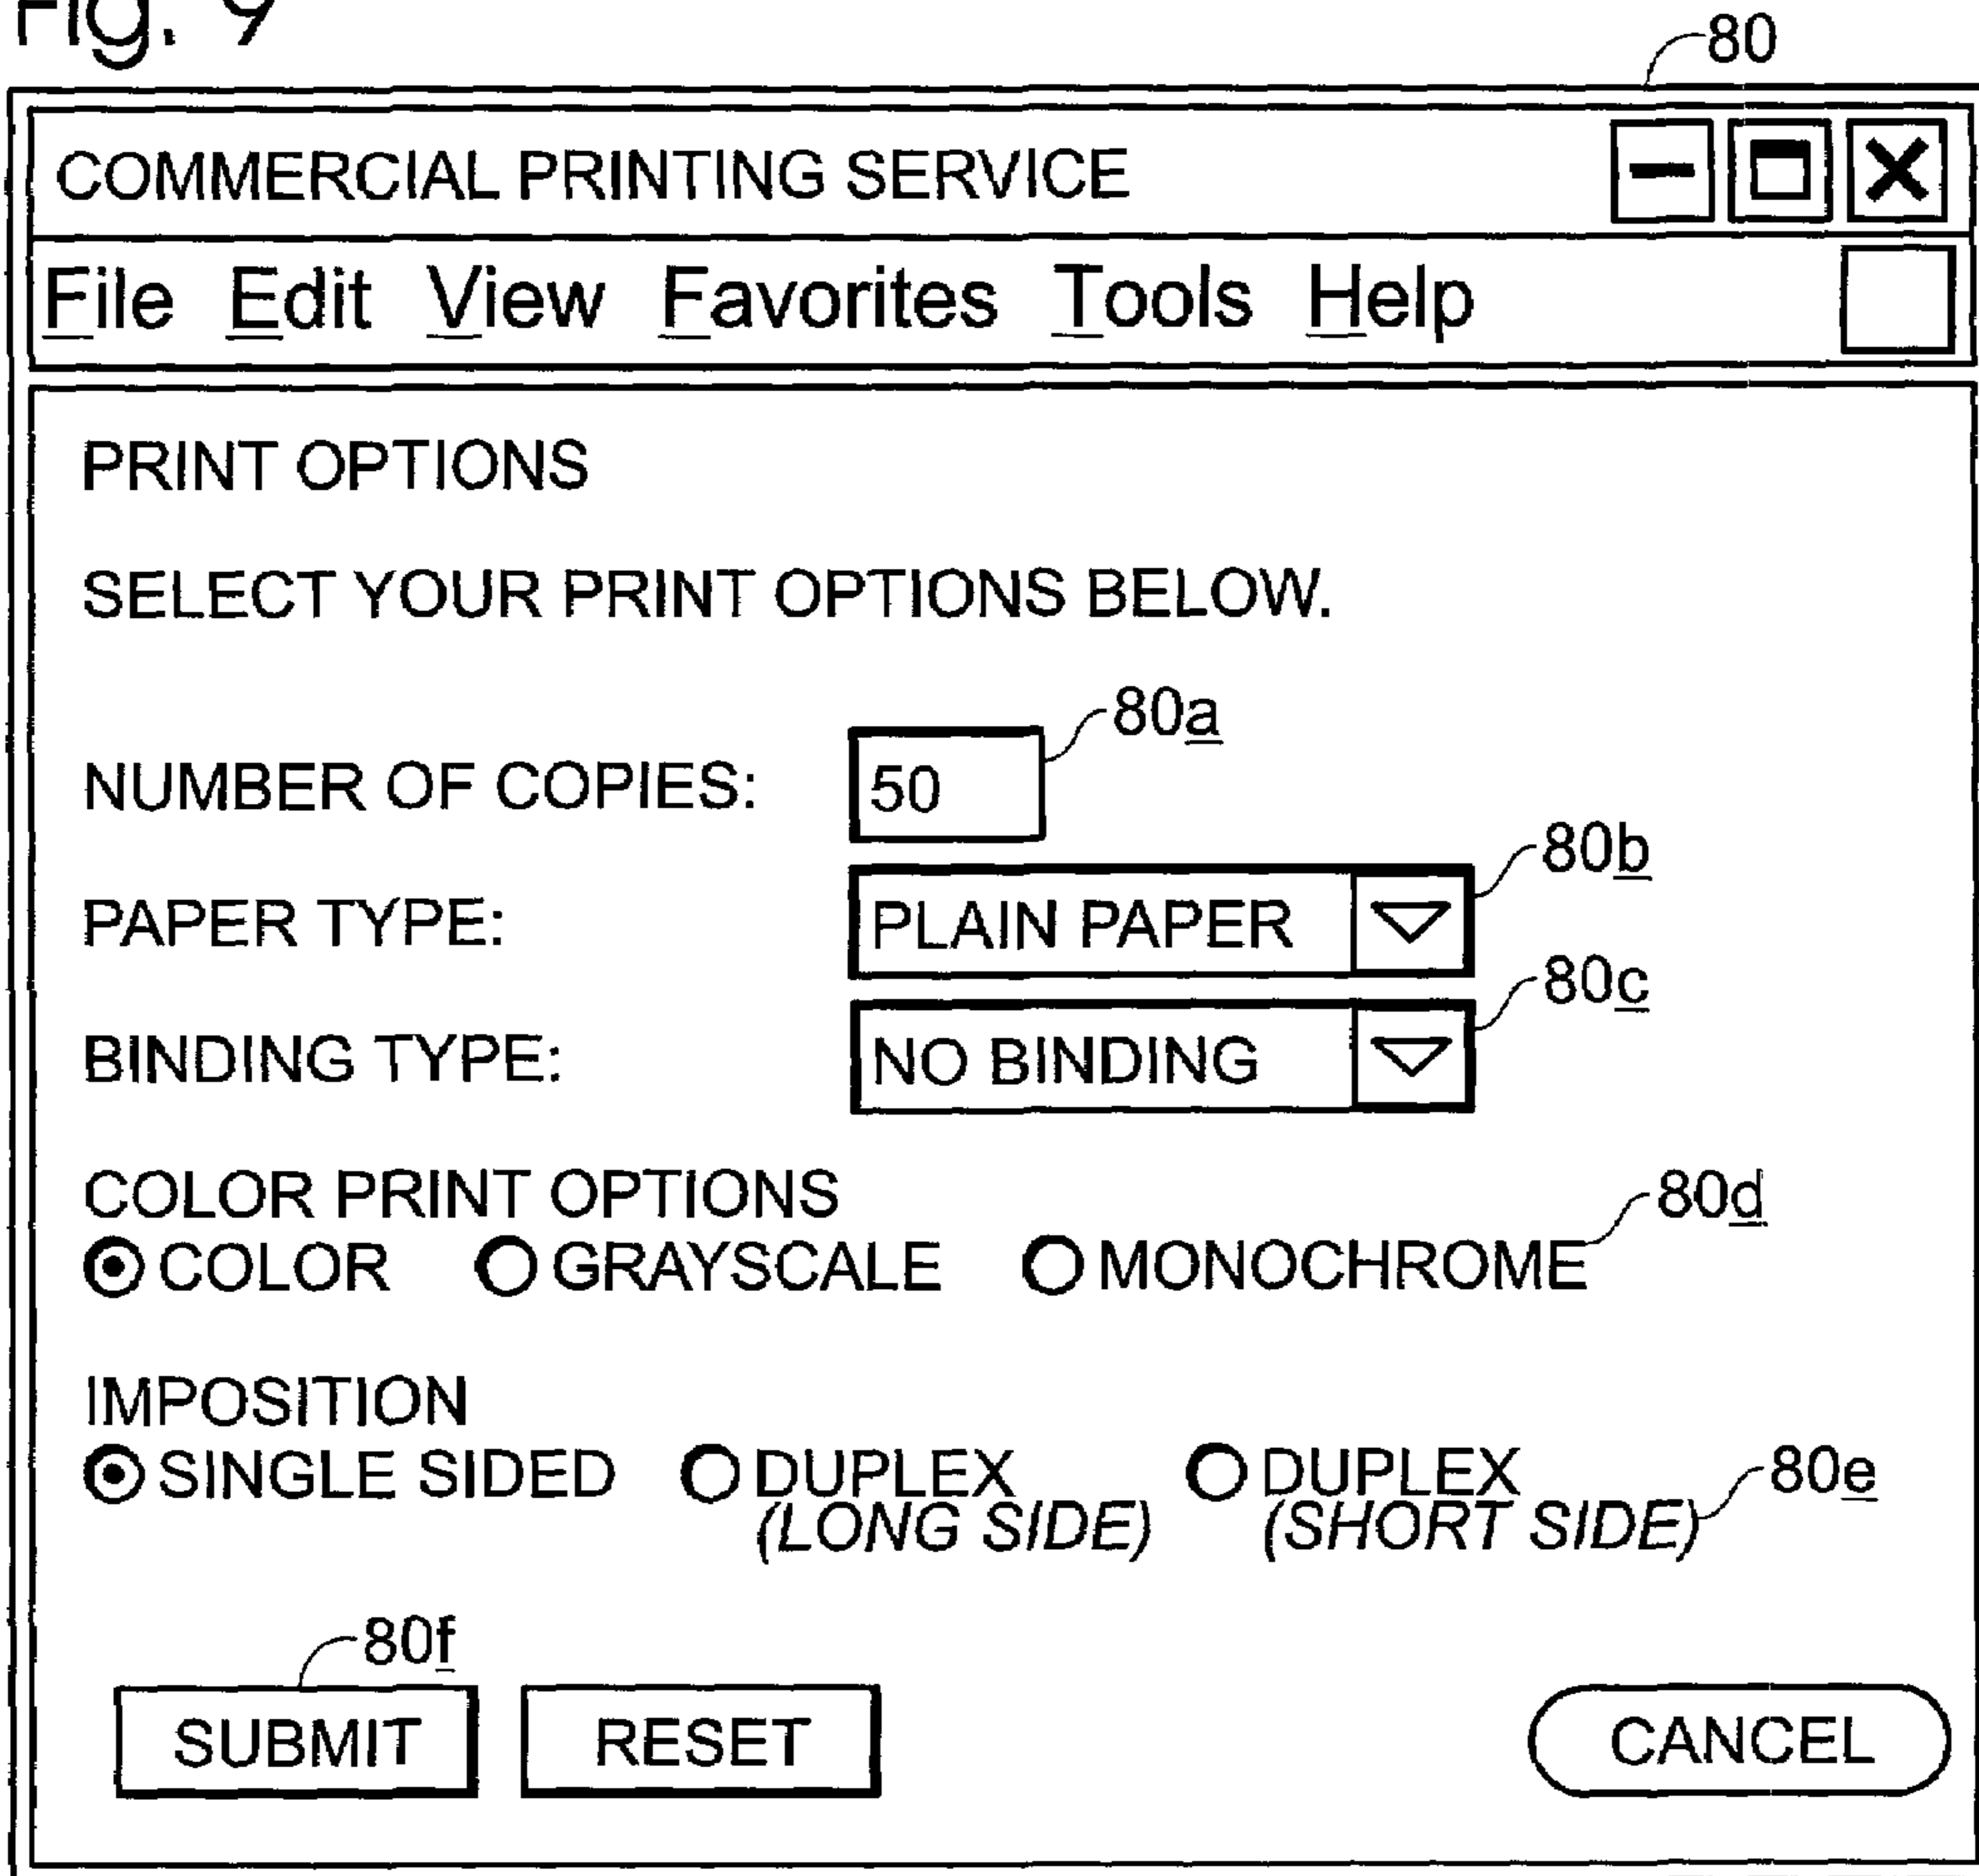 Fig. 9
80
COMMERCIAL PRINTING SERVICE
File Edit View Favorites Tools Help
PRINT OPTIONS
SELECT YOUR PRINT OPTIONS BELOW.
80a
NUMBER OF COPIES: 50
80b
PAPER TYPE: PLAIN PAPER
80c
BINDING TYPE: NO BINDING
COLOR PRINT OPTIONS 80d
COLOR GRAYSCALE MONOCHROME
IMPOSITION
SINGLE SIDED DUPLEX DUPLEX 80e
(LONG SIDE) (SHORT SIDE)
80f
SUBMIT RESET CANCEL